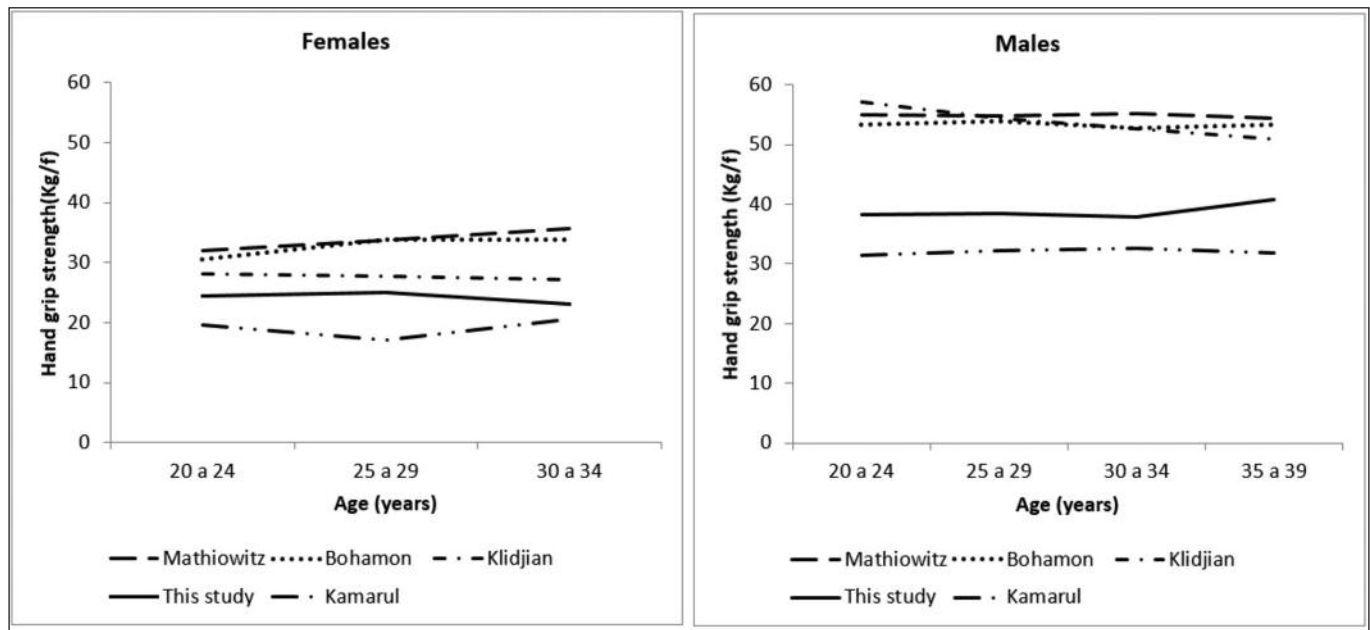 Females
60
50
40
30
20
10
0
Hand grip strength(Kg/f)
20 a 24 25 a 29 30 a 34
Age (years)
Mathiowitz Bohamon Klidjian
This study Kamarul
Males
60
50
40
30
20
10
0
Hand grip strength (Kg/f)
20 a 24 25 a 29 30 a 34 35 a 39
Age (years)
Mathiowitz Bohamon Klidjian
This study Kamarul